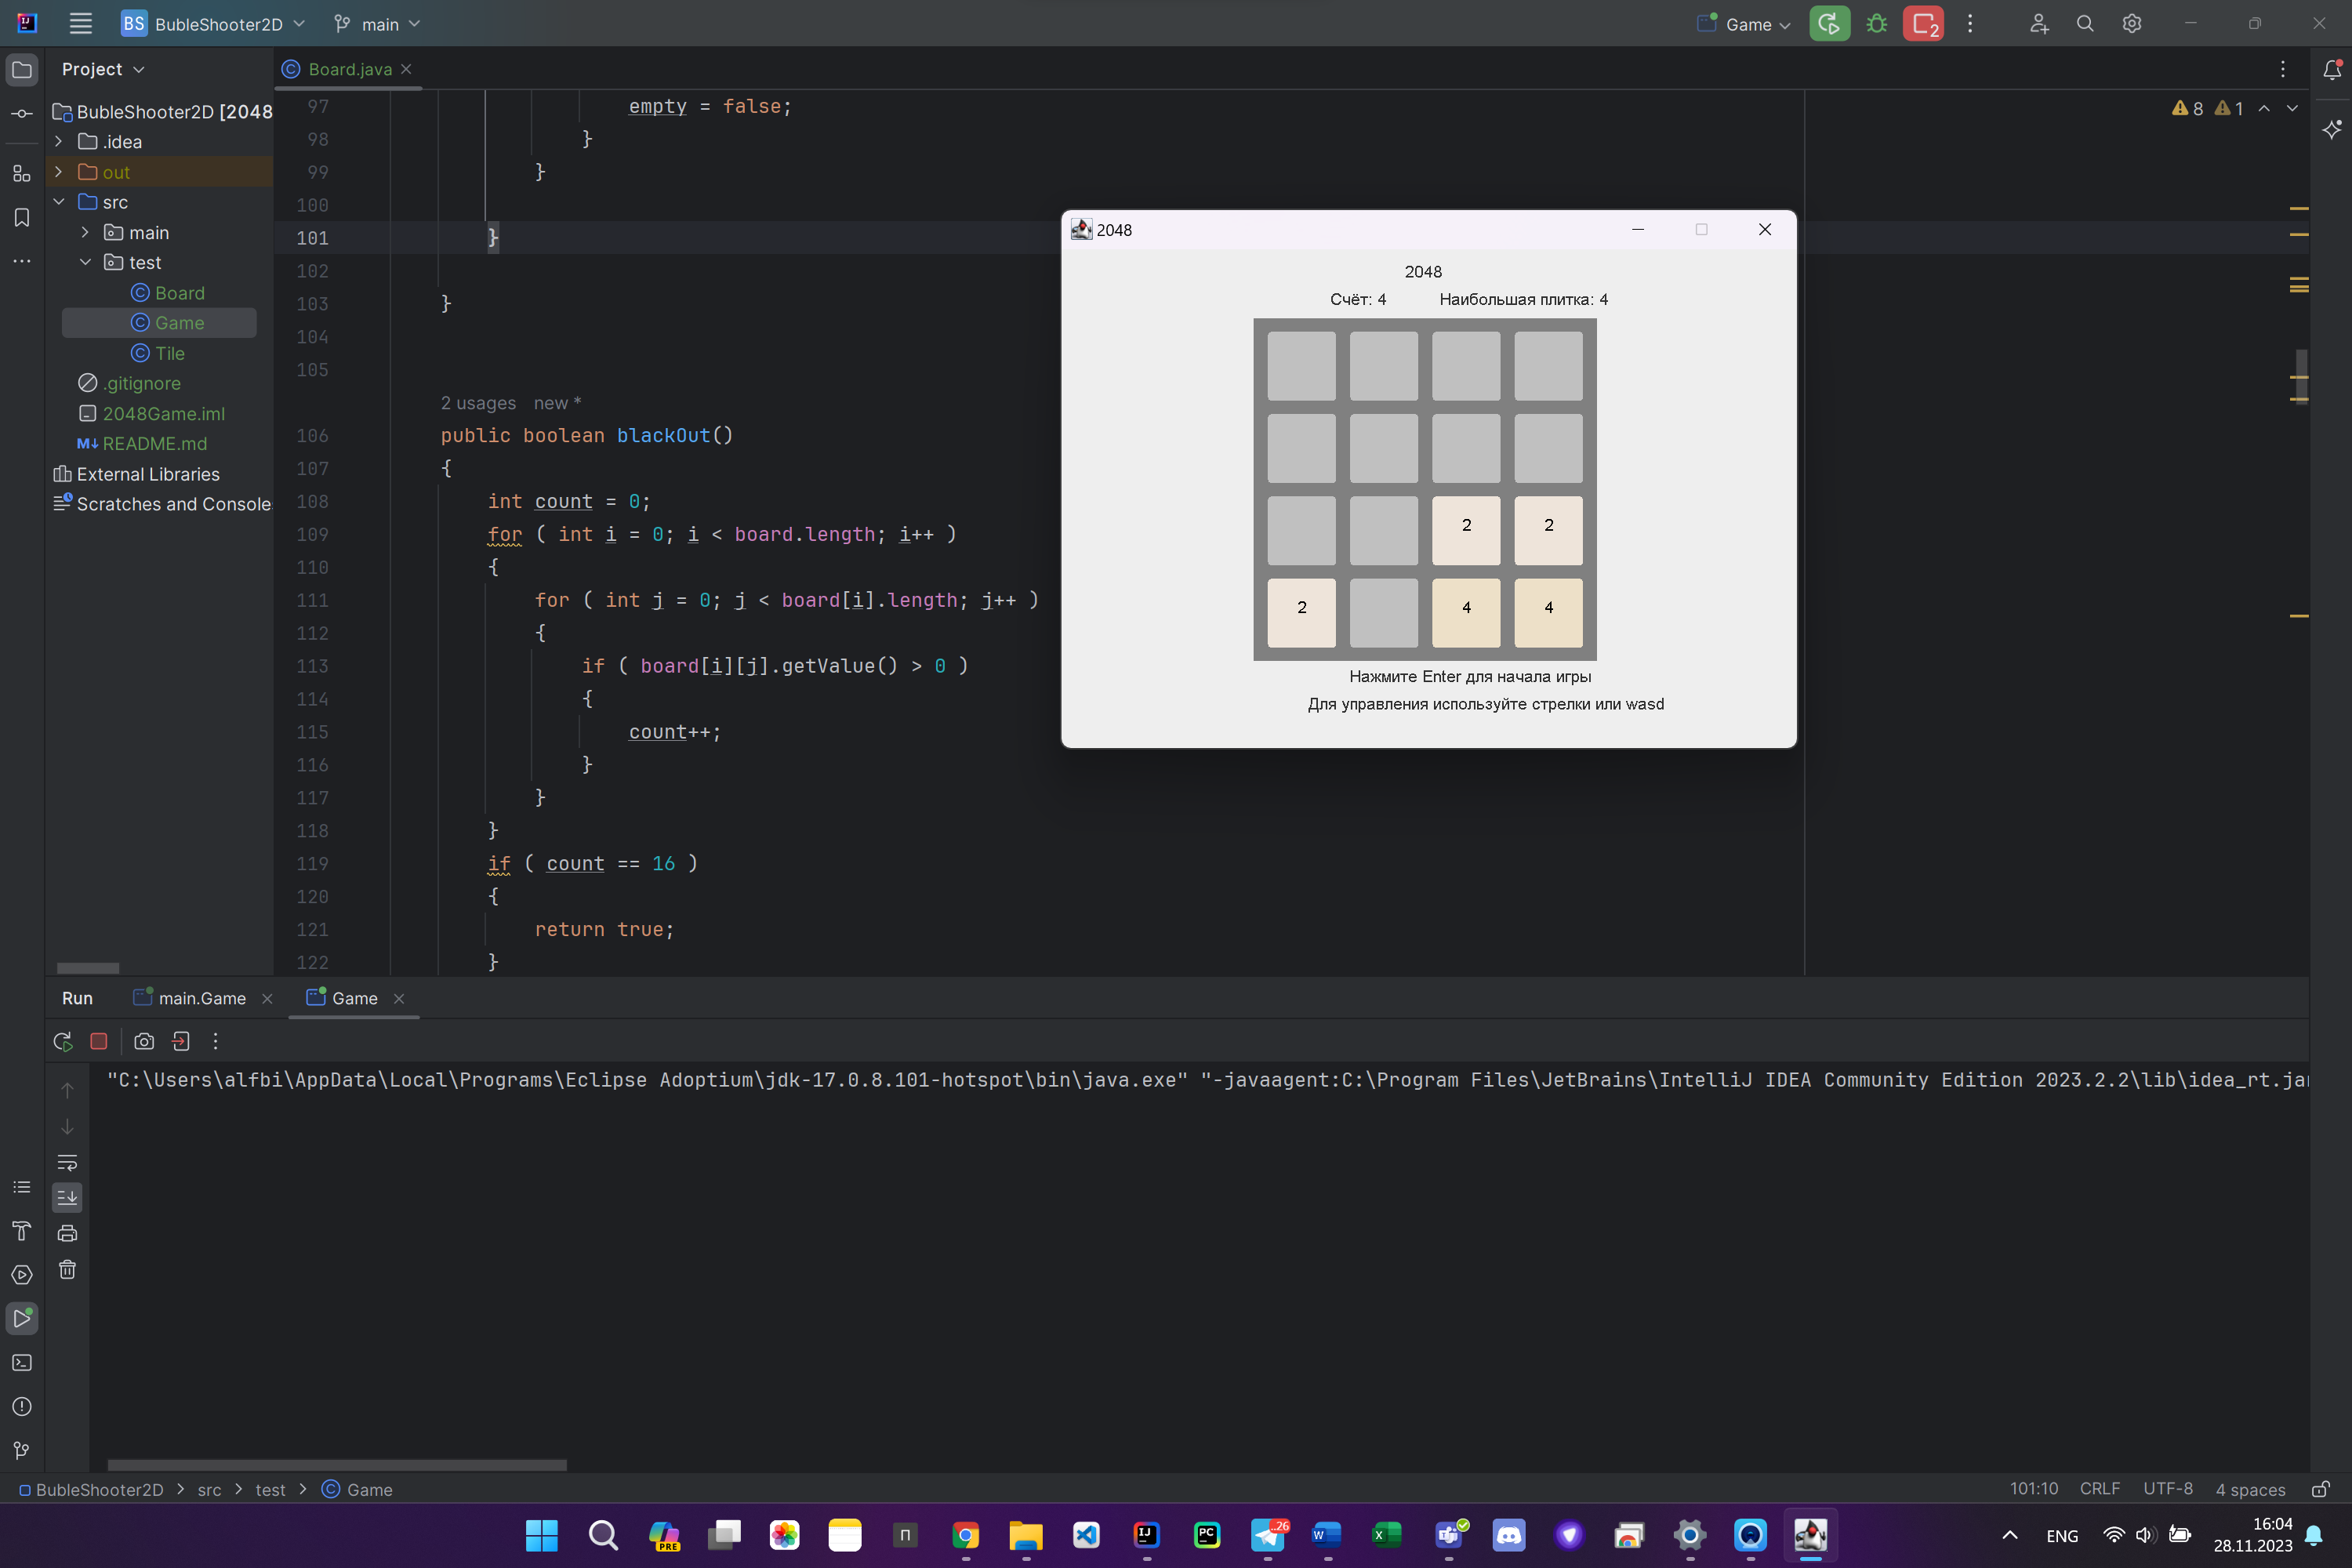 BS BubleShooter2D main Game 2
Project
Board.java
BubleShooter2D [2048
.idea
out
src
main
test
Board
Game
Tile
.gitignore
2048Game.iml
M↓ README.md
External Libraries
Scratches and Console
8 1
97 empty = false;
98 }
99 }
100
101 }
102
103 }
104
105
2 usages new *
106 public boolean blackOut()
107 {
108 int count = 0;
109 for ( int i = 0; i < board.length; i++ )
110 {
111 for ( int j = 0; j < board[i].length; j++ )
112 {
113 if ( board[i][j].getValue() > 0 )
114 {
115 count++;
116 }
117 }
118 }
119 if ( count == 16 )
120 {
121 return true;
122 }
2048
2048
Счёт: 4 Наибольшая плитка: 4
2 2
2 4 4
Нажмите Enter для начала игры
Для управления используйте стрелки или wasd
Run main.Game Game
"C:\Users\alfbi\AppData\Local\Programs\Eclipse Adoptium\jdk-17.0.8.101-hotspot\bin\java.exe" "-javaagent:C:\Program Files\JetBrains\IntelliJ IDEA Community Edition 2023.2.2\lib\idea_rt.ja
BubleShooter2D > src > test > Game
101:10 CRLF UTF-8 4 spaces
PRE П IJ PC 26 W X
ENG 16:04
28.11.2023